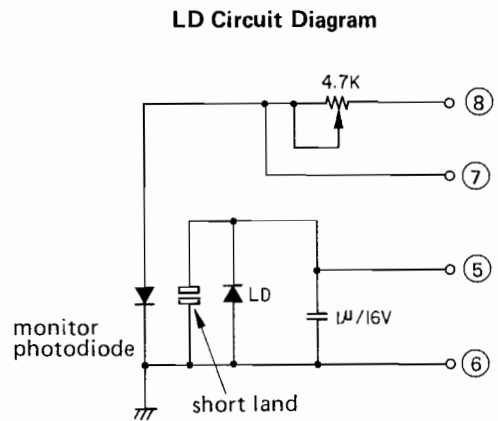 LD Circuit Diagram
4.7K
8
7
5
LD
1μ/16V
monitor
photodiode
6
short land